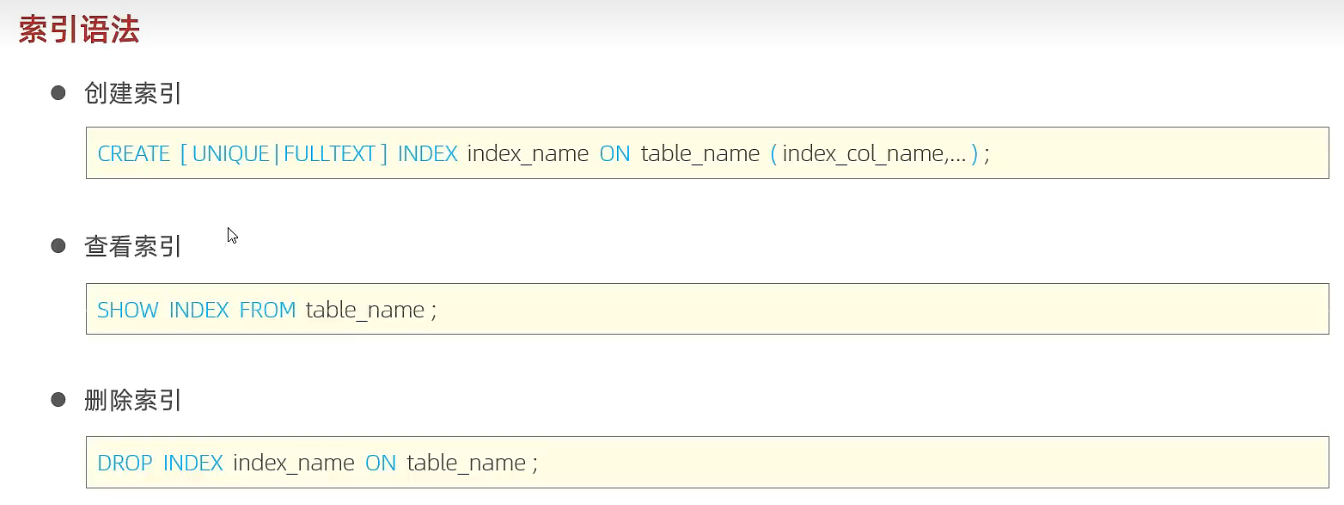 索引语法
● 创建索引
CREATE [ UNIQUE | FULLTEXT ] INDEX index_name ON table_name ( index_col_name,... ) ;
● 查看索引
SHOW INDEX FROM table_name ;
● 删除索引
DROP INDEX index_name ON table_name ;